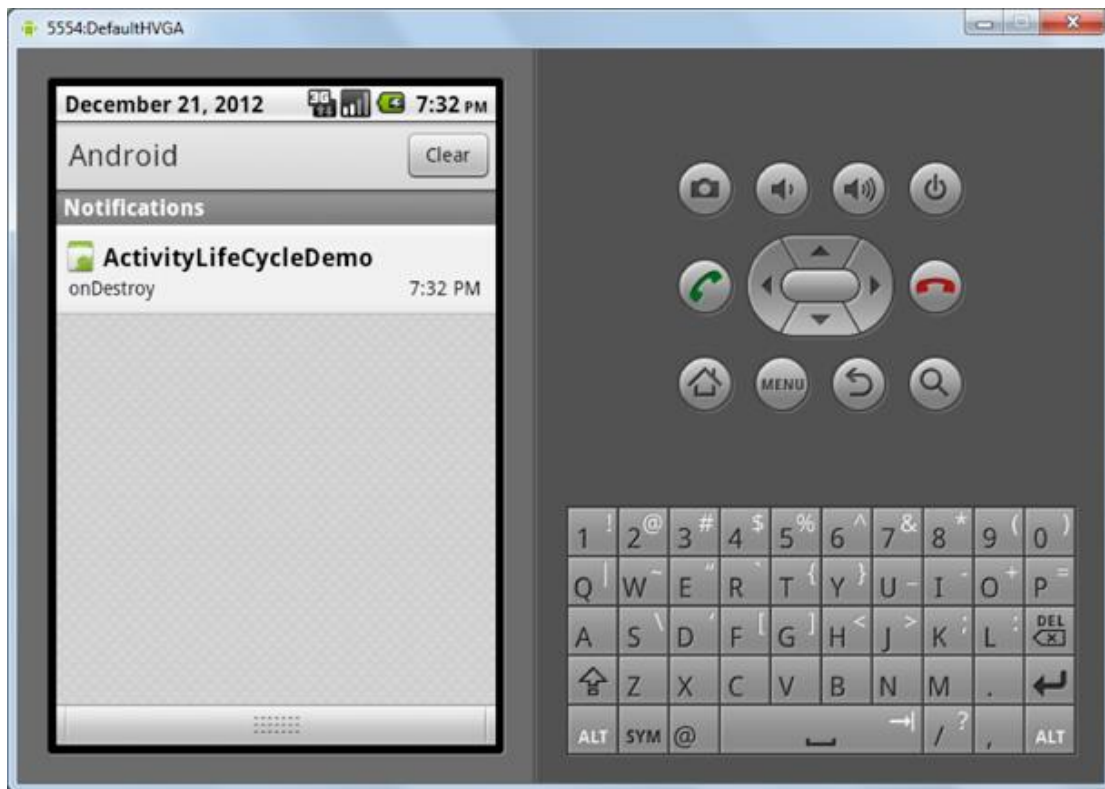 5554:DefaultHVGA
December 21, 2012 3G 7:32 PM
Android Clear
Notifications
ActivityLifeCycleDemo
onDestroy 7:32 PM
MENU
1 ! 2 @ 3 # 4 $ 5 % 6 ^ 7 & 8 * 9 ( 0 )
Q | W ~ E " R ` T { Y } U _ I - O + P =
A S \ D ' F [ G ] H < J > K ; L : DEL
Z X C V B N M .
ALT SYM @ / ? , ALT